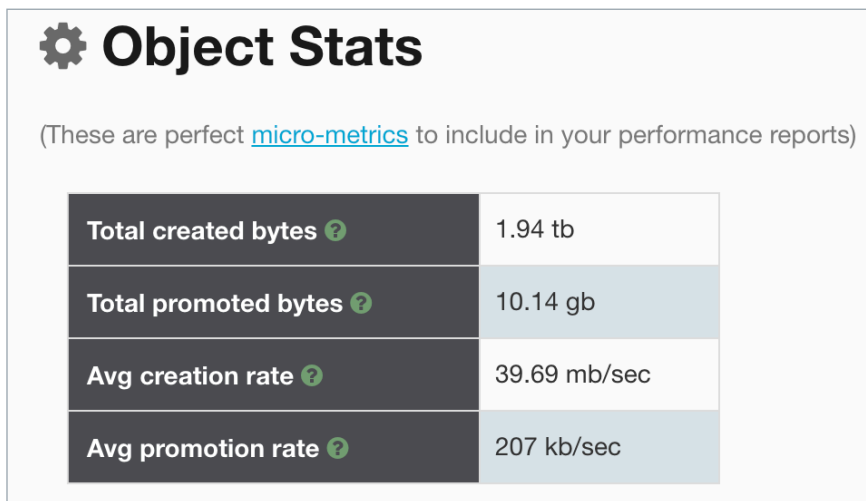 Object Stats
(These are perfect micro-metrics to include in your performance reports)
Total created bytes ? 1.94 tb
Total promoted bytes ? 10.14 gb
Avg creation rate ? 39.69 mb/sec
Avg promotion rate ? 207 kb/sec